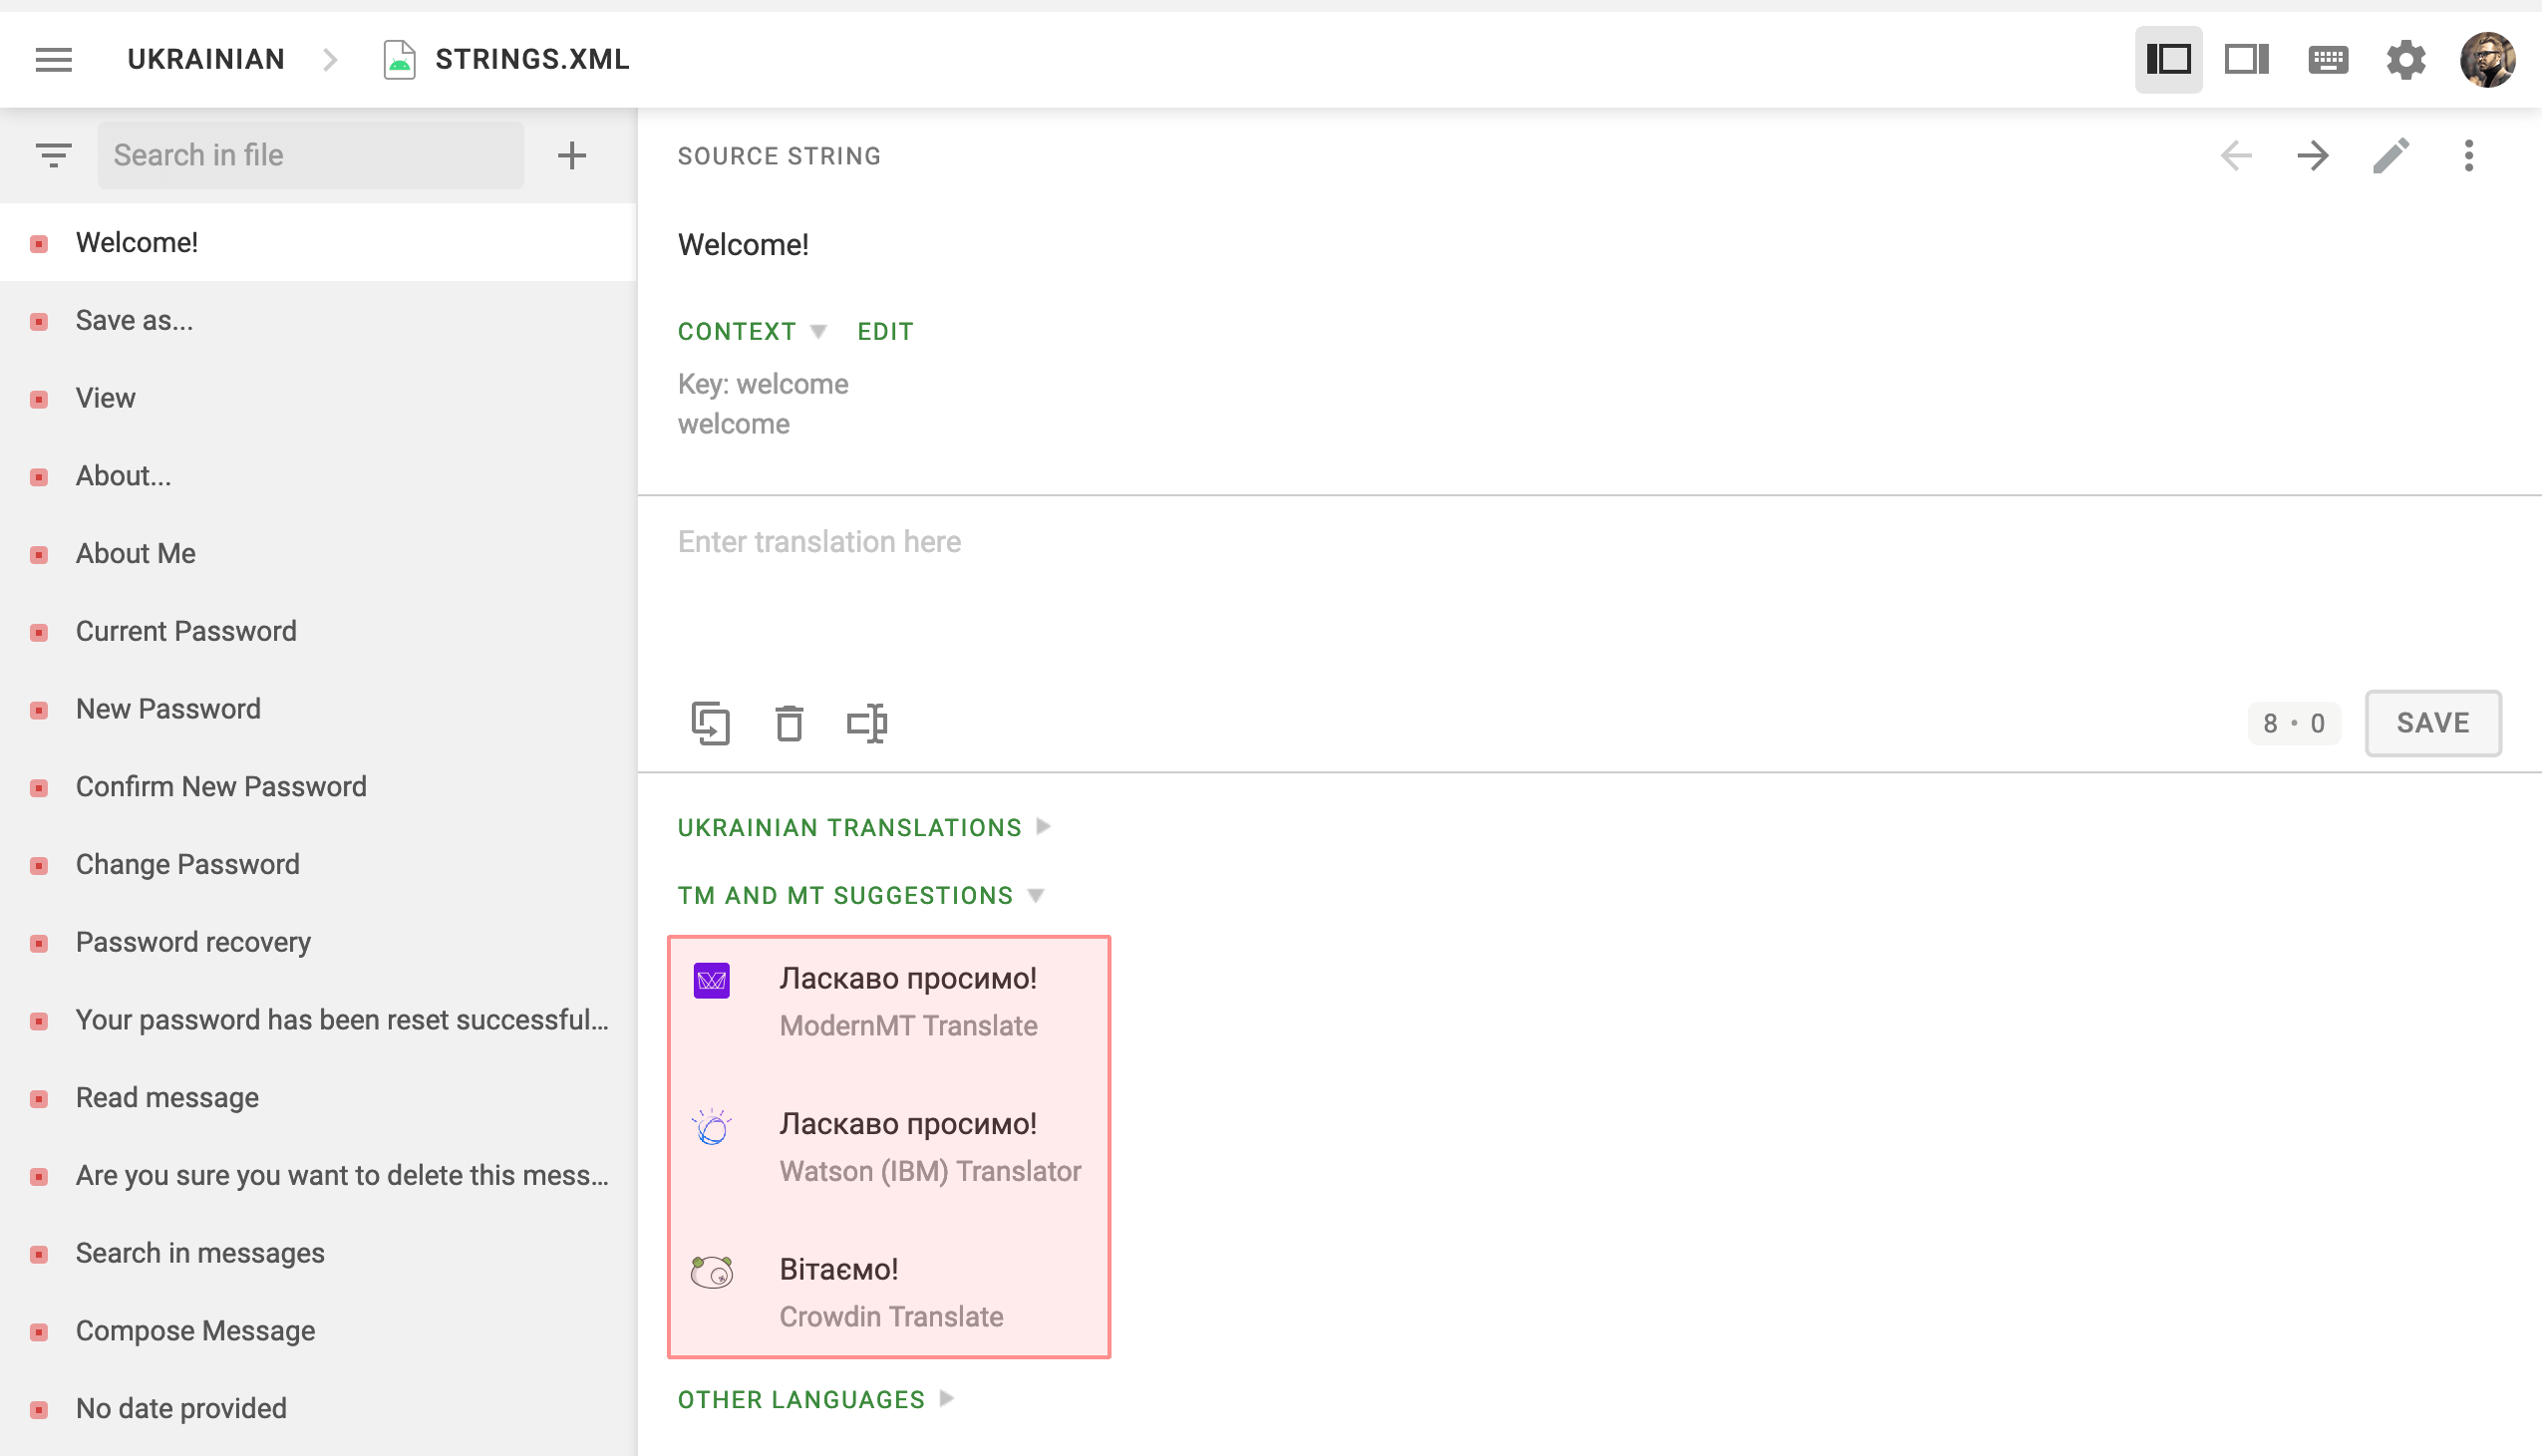 UKRAINIAN
STRINGS.XML
Search in file
Welcome!
Save as...
View
About...
About Me
Current Password
New Password
Confirm New Password
Change Password
Password recovery
Your password has been reset successful...
Read message
Are you sure you want to delete this mess...
Search in messages
Compose Message
No date provided
SOURCE STRING
Welcome!
CONTEXT EDIT
Key: welcome
welcome
Enter translation here
8 • 0 SAVE
UKRAINIAN TRANSLATIONS
TM AND MT SUGGESTIONS
Ласкаво просимо!
ModernMT Translate
Ласкаво просимо!
Watson (IBM) Translator
Вітаємо!
Crowdin Translate
OTHER LANGUAGES